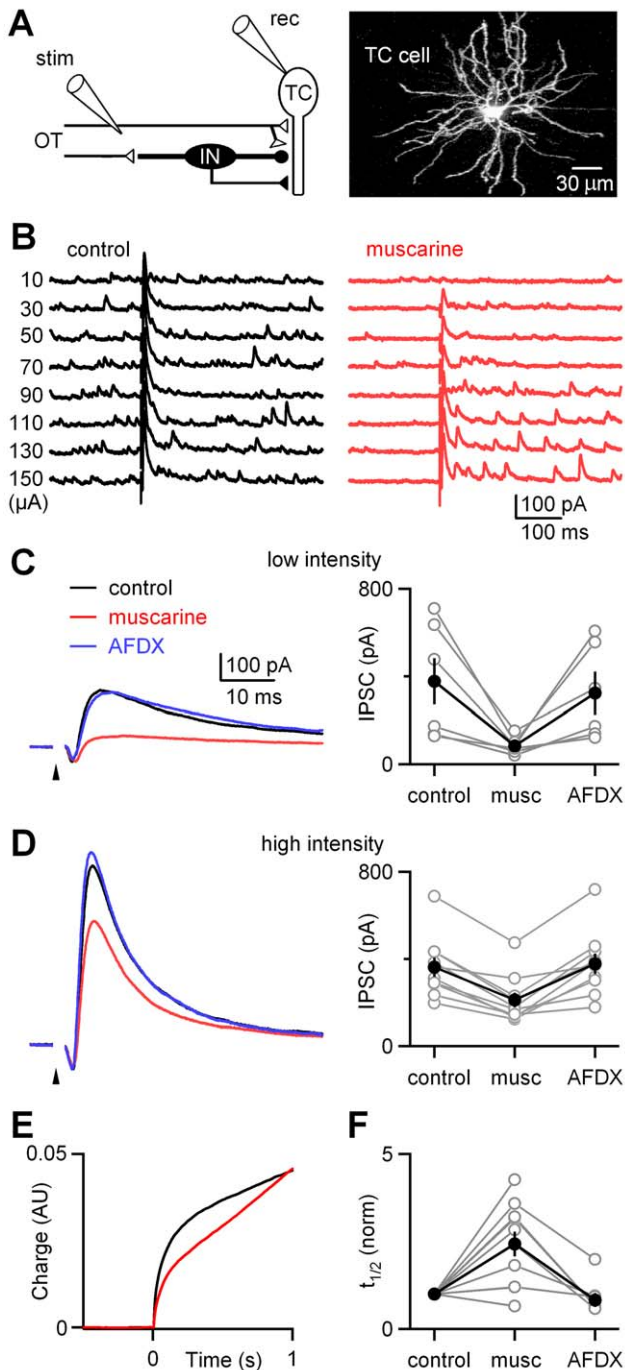 A
stim
rec
TC
OT
IN
TC cell
30 μm
B
control
muscarine
10
30
50
70
90
110
130
150
(μA)
100 pA
100 ms
C
low intensity
control
muscarine
AFDX
100 pA
10 ms
800
IPSC (pA)
0
control musc AFDX
D
high intensity
800
IPSC (pA)
0
control musc AFDX
E
0.05
Charge (AU)
0
0 Time (s) 1
F
5
t1/2 (norm)
0
control musc AFDX